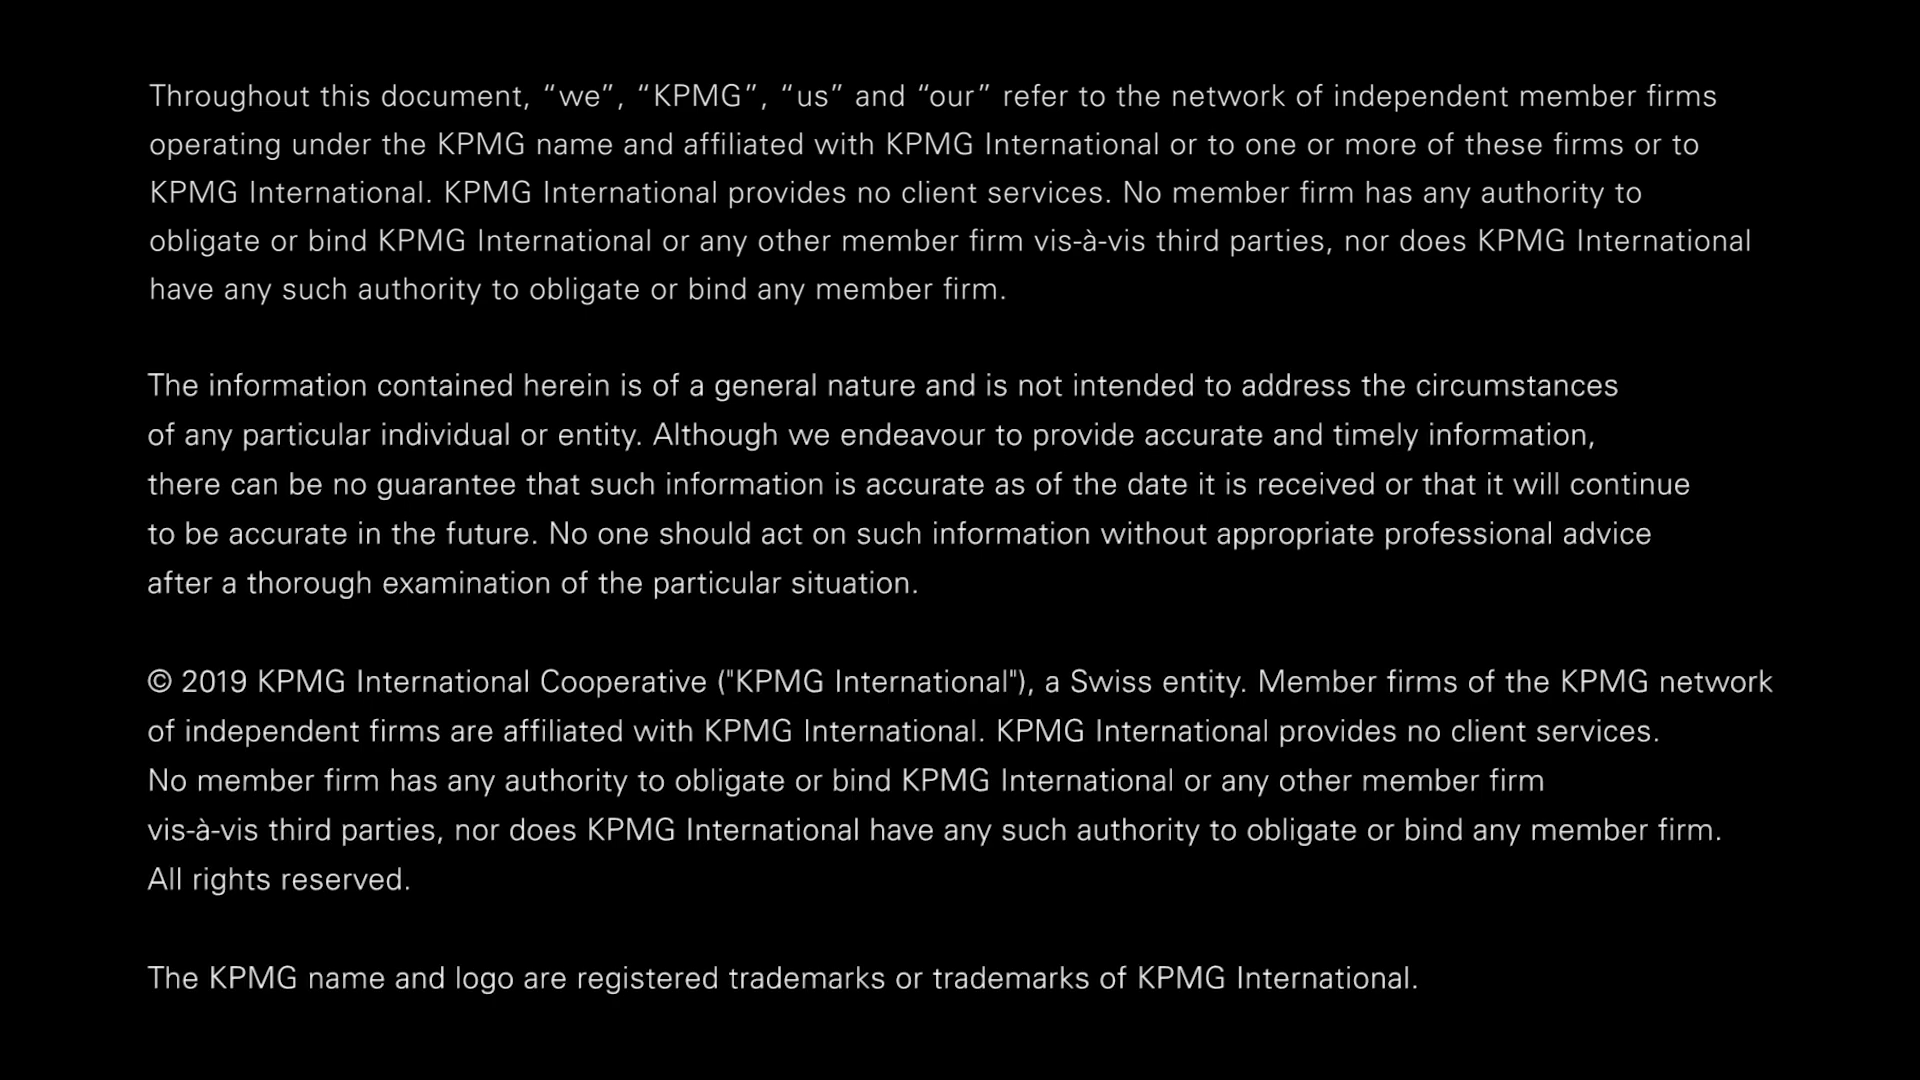 Throughout this document, “we”, “KPMG”, “us” and “our” refer to the network of independent member firms
operating under the KPMG name and affiliated with KPMG International or to one or more of these firms or to
KPMG International. KPMG International provides no client services. No member firm has any authority to
obligate or bind KPMG International or any other member firm vis-à-vis third parties, nor does KPMG International
have any such authority to obligate or bind any member firm.
The information contained herein is of a general nature and is not intended to address the circumstances
of any particular individual or entity. Although we endeavour to provide accurate and timely information,
there can be no guarantee that such information is accurate as of the date it is received or that it will continue
to be accurate in the future. No one should act on such information without appropriate professional advice
after a thorough examination of the particular situation.
© 2019 KPMG International Cooperative ("KPMG International"), a Swiss entity. Member firms of the KPMG network
of independent firms are affiliated with KPMG International. KPMG International provides no client services.
No member firm has any authority to obligate or bind KPMG International or any other member firm
vis-à-vis third parties, nor does KPMG International have any such authority to obligate or bind any member firm.
All rights reserved.
The KPMG name and logo are registered trademarks or trademarks of KPMG International.